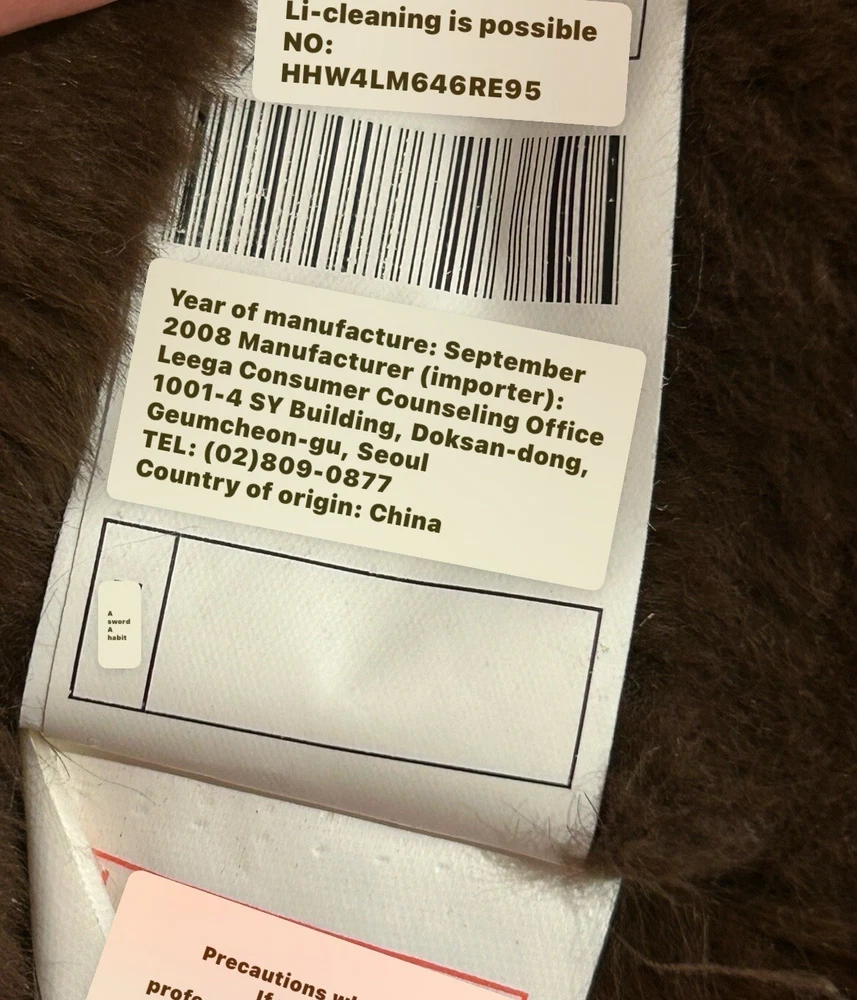 Li-cleaning is possible
NO:
HHW4LM646RE95
Year of manufacture: September
2008 Manufacturer (importer):
Leega Consumer Counseling Office
1001-4 SY Building, Doksan-dong,
Geumcheon-gu, Seoul
TEL: (02)809-0877
Country of origin: China
A
sword
A
habit
Precautions
If